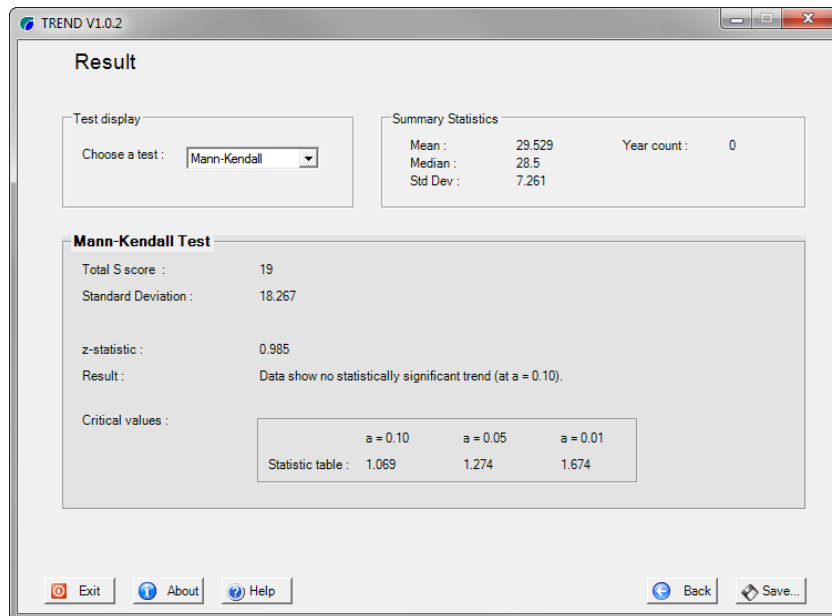 TREND V1.0.2
Result
Test display
Choose a test :
Mann-Kendall
Summary Statistics
Mean : 29.529 Year count : 0
Median : 28.5
Std Dev : 7.261
Mann-Kendall Test
Total S score : 19
Standard Deviation : 18.267
z-statistic : 0.985
Result : Data show no statistically significant trend (at a = 0.10).
Critical values :
a = 0.10 a = 0.05 a = 0.01
Statistic table : 1.069 1.274 1.674
Exit About Help Back Save...